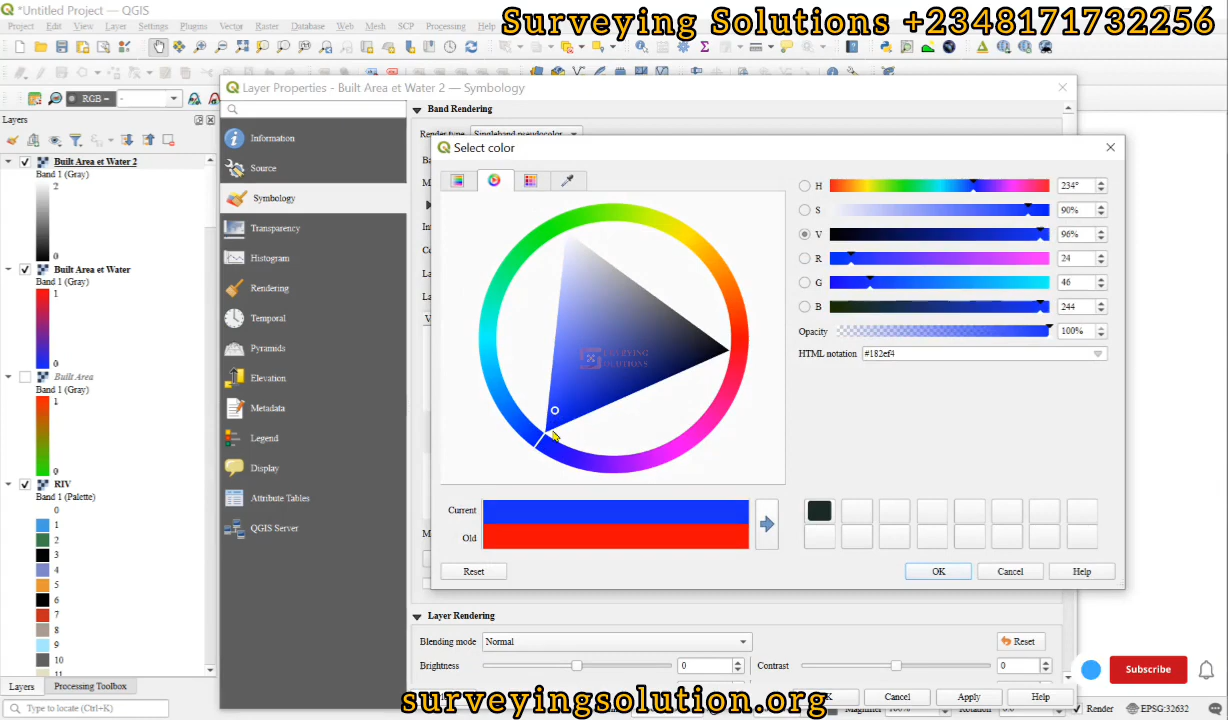 *Untitled Project — QGIS
Surveying Solutions +2348171732256
Project Edit View Layer Settings Plugins Vector Raster Database Web Mesh SCP Processing Help
RGB =
-
Layer Properties - Built Area et Water 2 — Symbology
Layers
Built Area et Water 2
Band 1 (Gray)
2
0
Built Area et Water
Band 1 (Gray)
1
0
Built Area
Band 1 (Gray)
1
0
RIV
Band 1 (Palette)
0
1
2
3
4
5
6
7
8
9
10
11
Layers
Processing Toolbox
Type to locate (Ctrl+K)
Information
Source
Symbology
Transparency
Histogram
Rendering
Temporal
Pyramids
Elevation
Metadata
Legend
Display
Attribute Tables
QGIS Server
Band Rendering
Render type Singleband pseudocolor
Select color
H 234°
S 90%
V 96%
R 24
G 46
B 244
Opacity 100%
HTML notation #182ef4
SURVEYING
SOLUTIONS
Current
Old
Reset
OK
Cancel
Help
Layer Rendering
Blending mode Normal
Reset
Brightness 0
Contrast 0
Subscribe
surveyingsolution.org
Cancel
Apply
Help
Magnifier 100%
Rotation
Render
EPSG:32632